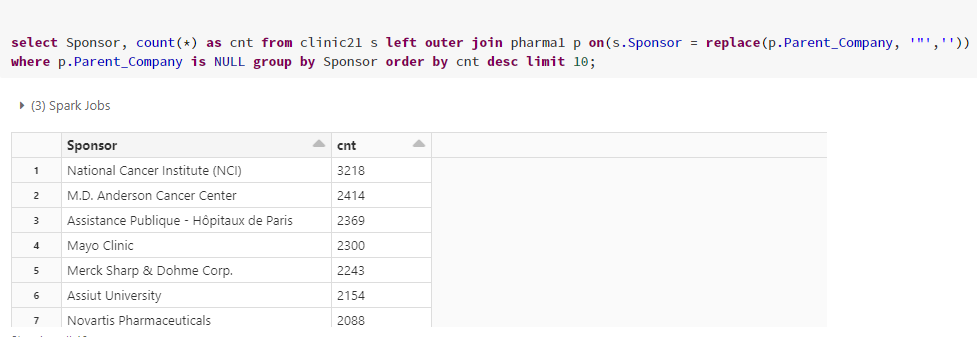 select Sponsor, count(*) as cnt from clinic21 s left outer join pharma1 p on(s.Sponsor = replace(p.Parent_Company, '"',''))
where p.Parent_Company is NULL group by Sponsor order by cnt desc limit 10;
(3) Spark Jobs
Sponsor cnt
1 National Cancer Institute (NCI) 3218
2 M.D. Anderson Cancer Center 2414
3 Assistance Publique - Hôpitaux de Paris 2369
4 Mayo Clinic 2300
5 Merck Sharp & Dohme Corp. 2243
6 Assiut University 2154
7 Novartis Pharmaceuticals 2088